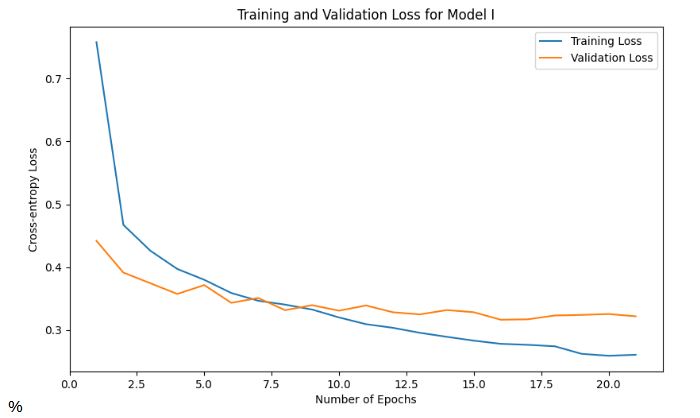 Training and Validation Loss for Model I
Training Loss
Validation Loss
0.7
0.6
0.5
0.4
0.3
Cross-entropy Loss
0.0 2.5 5.0 7.5 10.0 12.5 15.0 17.5 20.0
Number of Epochs
%